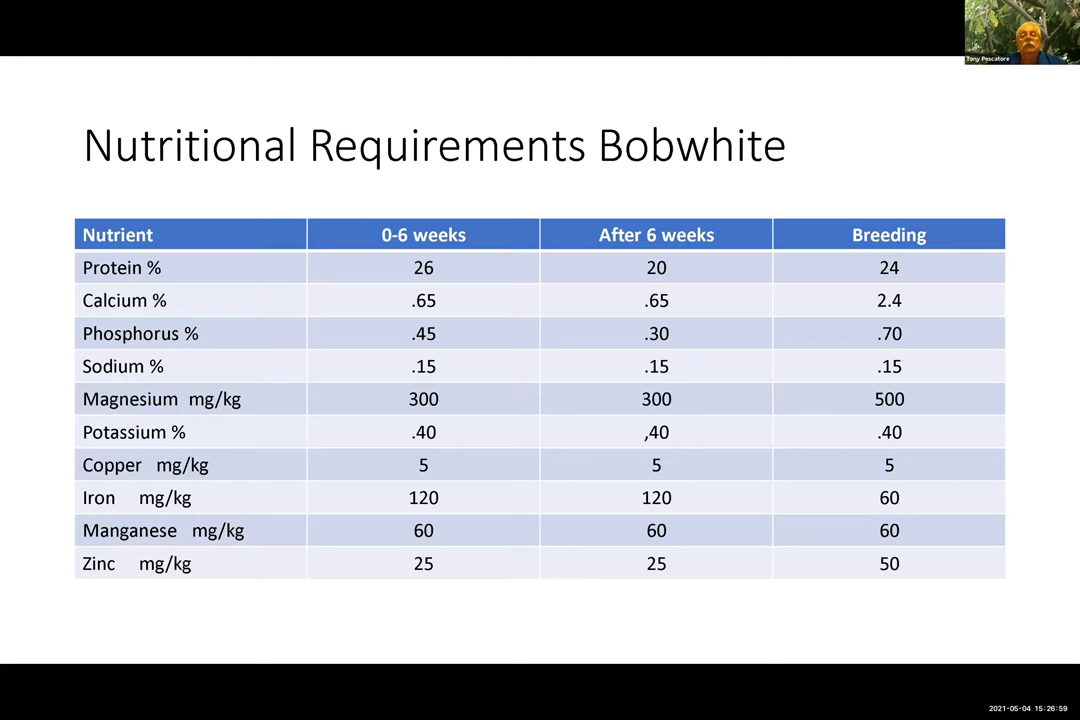 Tony Pescatore
Nutritional Requirements Bobwhite
Nutrient 0-6 weeks After 6 weeks Breeding
Protein % 26 20 24
Calcium % .65 .65 2.4
Phosphorus % .45 .30 .70
Sodium % .15 .15 .15
Magnesium mg/kg 300 300 500
Potassium % .40 ,40 .40
Copper mg/kg 5 5 5
Iron mg/kg 120 120 60
Manganese mg/kg 60 60 60
Zinc mg/kg 25 25 50
2021-05-04 15:26:59